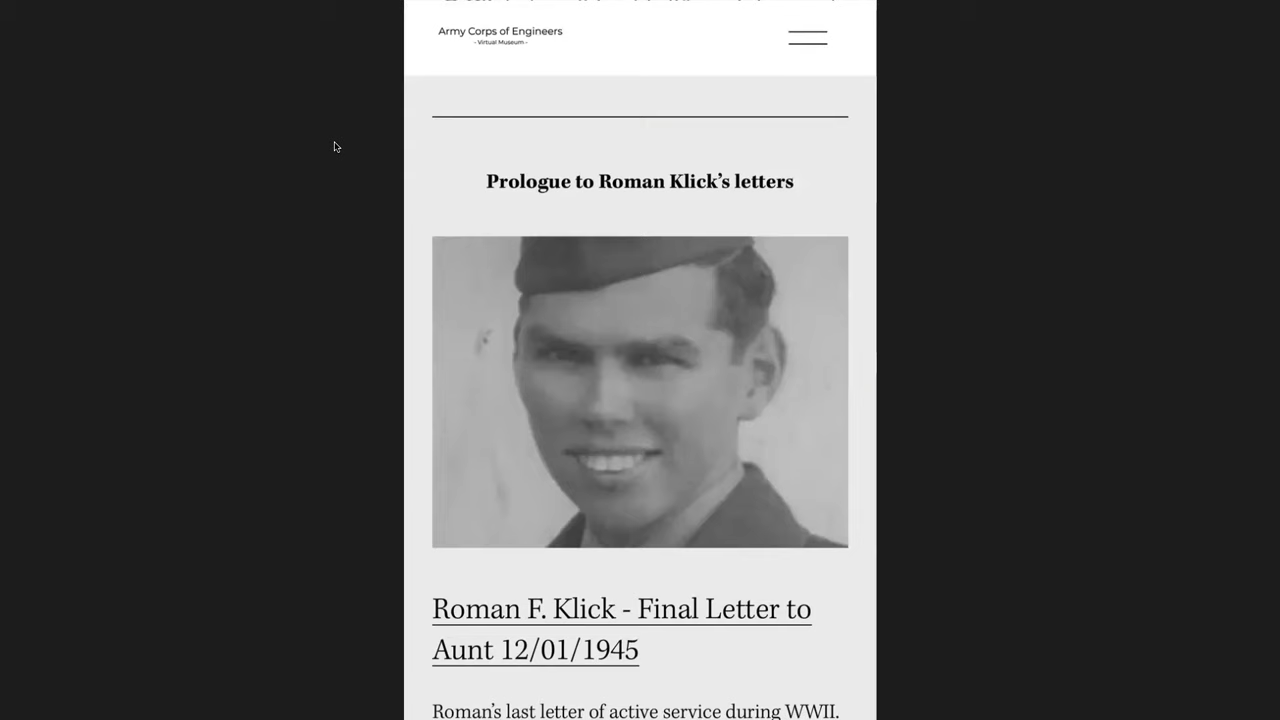 Army Corps of Engineers
- Virtual Museum -
Prologue to Roman Klick’s letters
Roman F. Klick - Final Letter to
Aunt 12/01/1945
Roman’s last letter of active service during WWII.